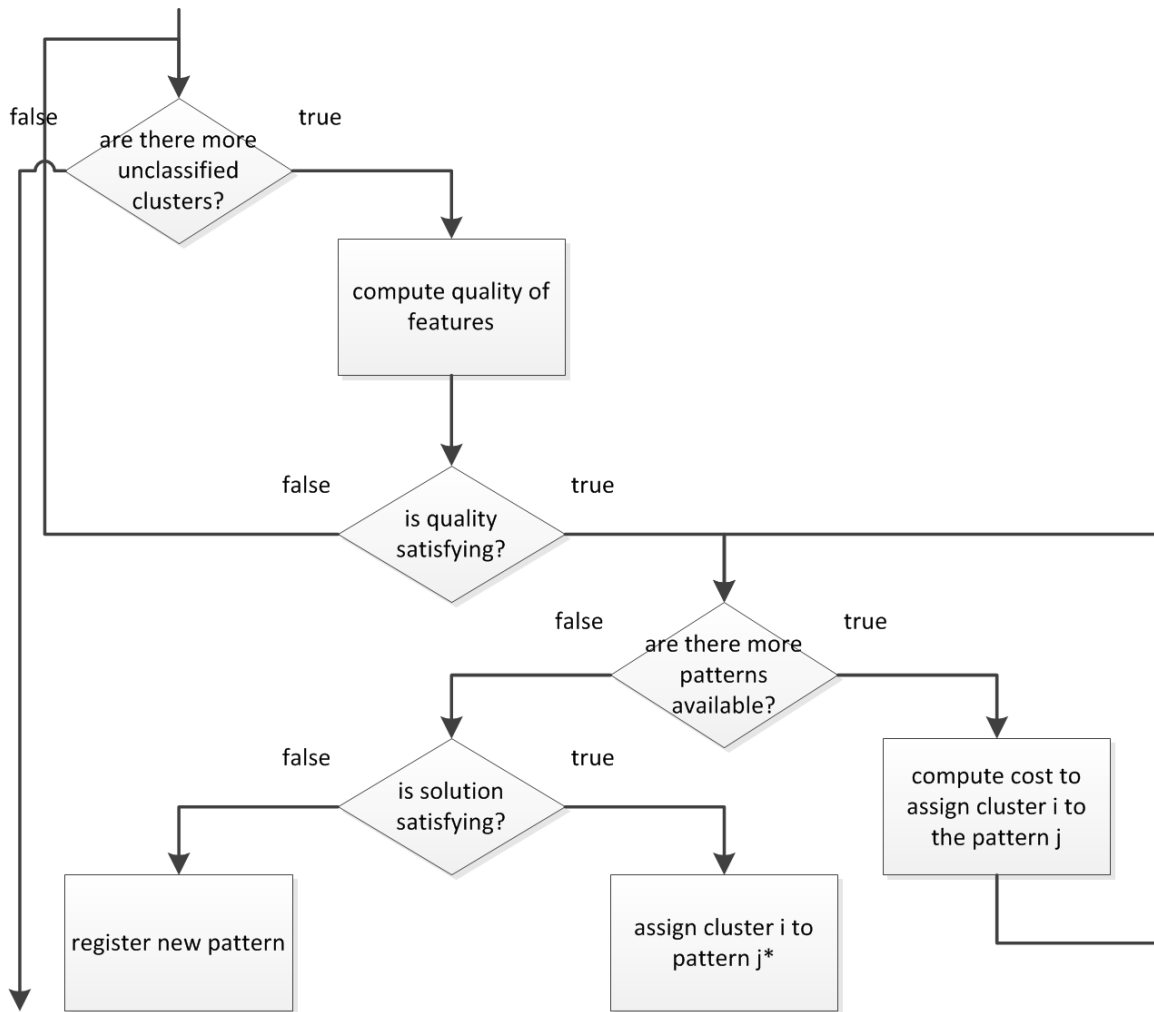 false
true
are there more
unclassified
clusters?
compute quality of
features
false
true
is quality
satisfying?
false
true
are there more
patterns
available?
false
true
is solution
satisfying?
compute cost to
assign cluster i to
the pattern j
register new pattern
assign cluster i to
pattern j*